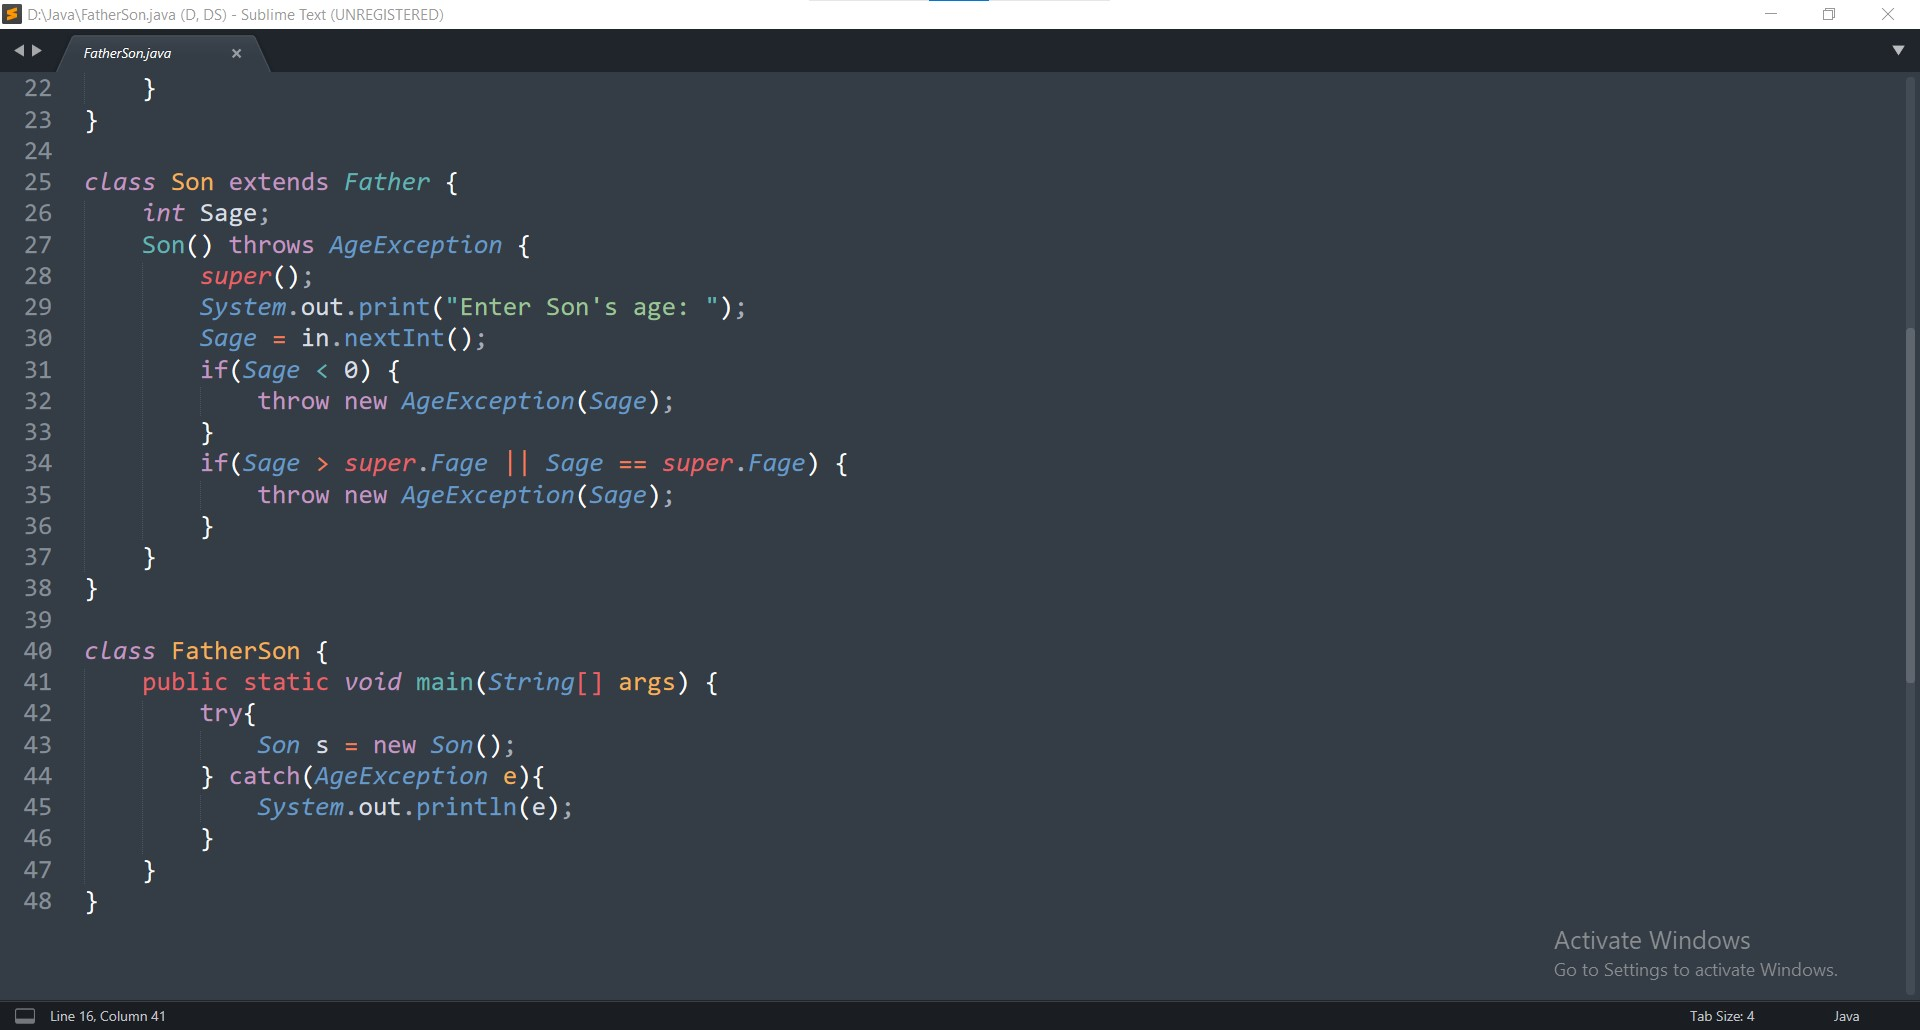 D:\Java\FatherSon.java (D, DS) - Sublime Text (UNREGISTERED)
FatherSon.java
22         }
23 }
24
25 class Son extends Father {
26     int Sage;
27     Son() throws AgeException {
28         super();
29         System.out.print("Enter Son's age: ");
30         Sage = in.nextInt();
31         if(Sage < 0) {
32             throw new AgeException(Sage);
33         }
34         if(Sage > super.Fage || Sage == super.Fage) {
35             throw new AgeException(Sage);
36         }
37     }
38 }
39
40 class FatherSon {
41     public static void main(String[] args) {
42         try{
43             Son s = new Son();
44         } catch(AgeException e){
45             System.out.println(e);
46         }
47     }
48 }
Activate Windows
Go to Settings to activate Windows.
Line 16, Column 41
Tab Size: 4
Java